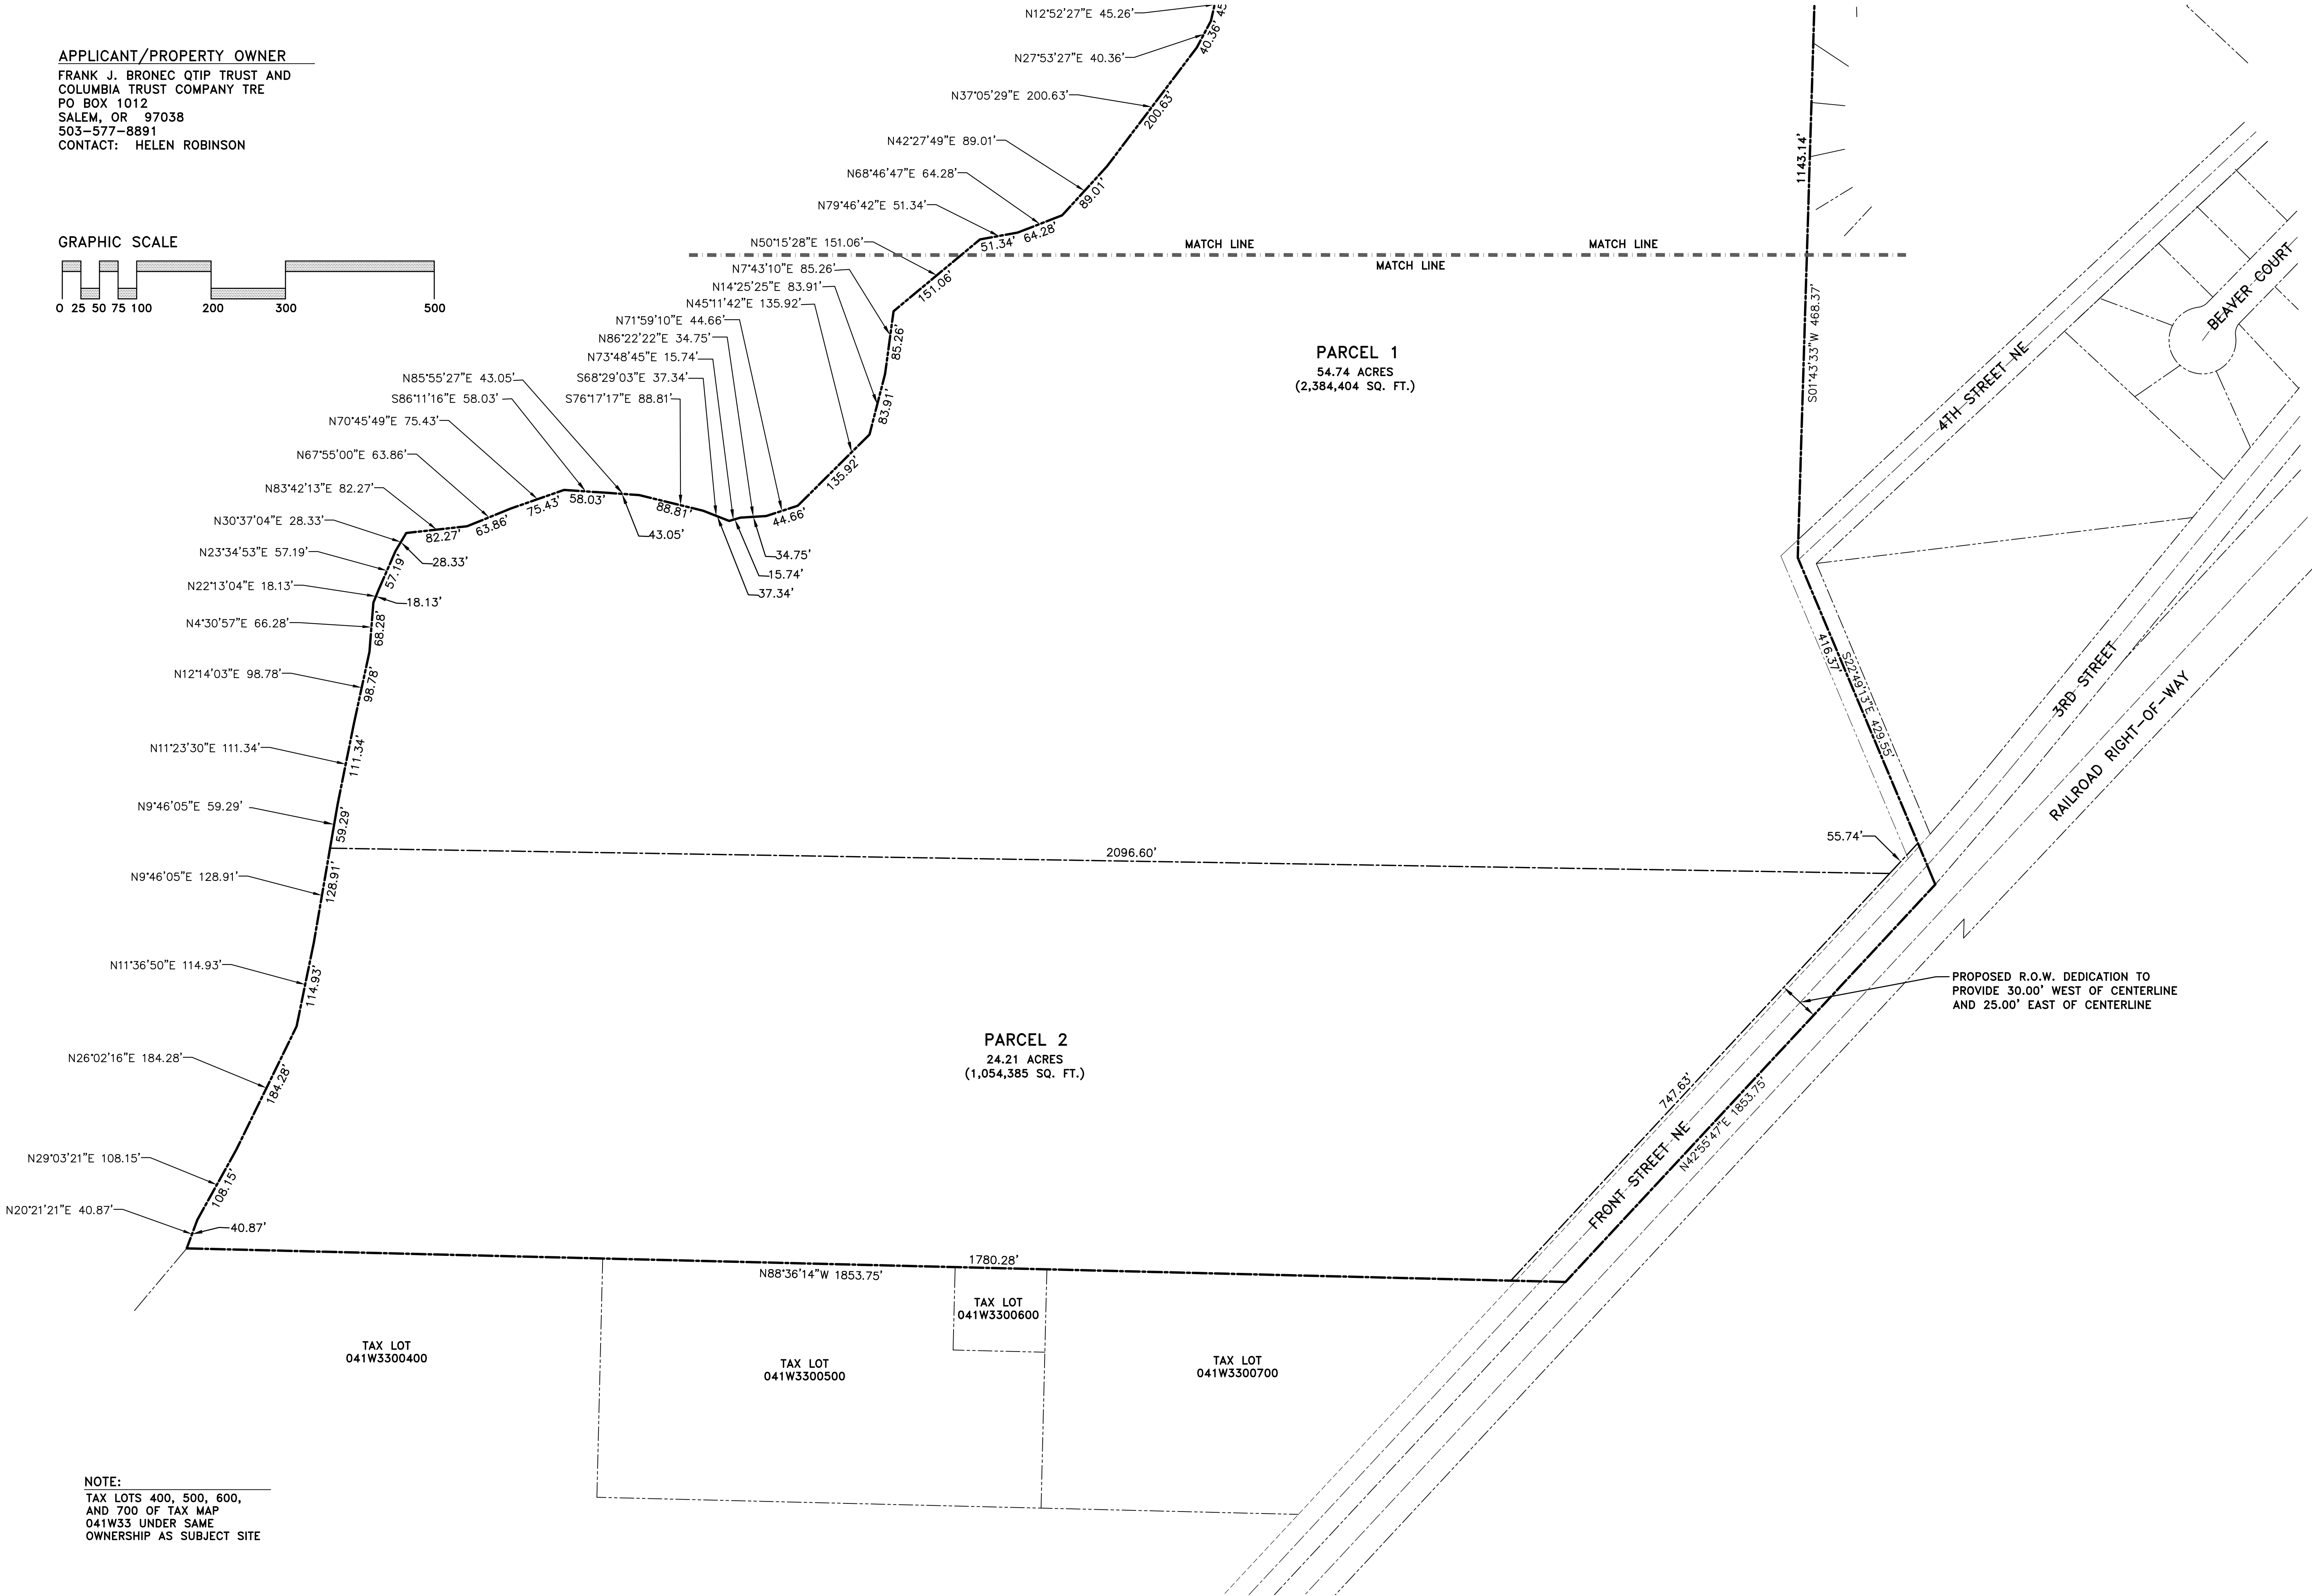 APPLICANT/PROPERTY OWNER
FRANK J. BRONEC QTIP TRUST AND
COLUMBIA TRUST COMPANY TRE
PO BOX 1012
SALEM, OR 97038
503-577-8891
CONTACT: HELEN ROBINSON
GRAPHIC SCALE
0 25 50 75 100 200 300 500
N12°52'27"E 45.26'
N27°53'27"E 40.36'
40.36'
N37°05'29"E 200.63'
200.63'
N42°27'49"E 89.01'
89.01'
N68°46'47"E 64.28'
64.28'
N79°46'42"E 51.34'
51.34'
N50°15'28"E 151.06'
151.06'
MATCH LINE
MATCH LINE
MATCH LINE
N7°43'10"E 85.26'
85.26'
N14°25'25"E 83.91'
83.91'
N45°11'42"E 135.92'
135.92'
N71°59'10"E 44.66'
44.66'
N86°22'22"E 34.75'
34.75'
N73°48'45"E 15.74'
15.74'
S68°29'03"E 37.34'
37.34'
S76°17'17"E 88.81'
88.81'
N85°55'27"E 43.05'
43.05'
S86°11'16"E 58.03'
58.03'
N70°45'49"E 75.43'
75.43'
N67°55'00"E 63.86'
63.86'
N83°42'13"E 82.27'
82.27'
N30°37'04"E 28.33'
28.33'
N23°34'53"E 57.19'
57.19'
N22°13'04"E 18.13'
18.13'
N4°30'57"E 66.28'
68.28'
N12°14'03"E 98.78'
98.78'
N11°23'30"E 111.34'
111.34'
N9°46'05"E 59.29'
59.29'
N9°46'05"E 128.91'
128.91'
N11°36'50"E 114.93'
114.93'
N26°02'16"E 184.28'
184.28'
N29°03'21"E 108.15'
108.15'
N20°21'21"E 40.87'
40.87'
PARCEL 1
54.74 ACRES
(2,384,404 SQ. FT.)
1143.14'
S01°43'33"W 468.37'
4TH STREET NE
BEAVER COURT
416.37'
S22°49'13"E 429.55'
3RD STREET
RAILROAD RIGHT-OF-WAY
55.74'
2096.60'
PROPOSED R.O.W. DEDICATION TO
PROVIDE 30.00' WEST OF CENTERLINE
AND 25.00' EAST OF CENTERLINE
PARCEL 2
24.21 ACRES
(1,054,385 SQ. FT.)
747.63'
FRONT STREET NE
N42°55'47"E 1853.75'
1780.28'
N88°36'14"W 1853.75'
TAX LOT
041W3300400
TAX LOT
041W3300500
TAX LOT
041W3300600
TAX LOT
041W3300700
NOTE:
TAX LOTS 400, 500, 600,
AND 700 OF TAX MAP
041W33 UNDER SAME
OWNERSHIP AS SUBJECT SITE